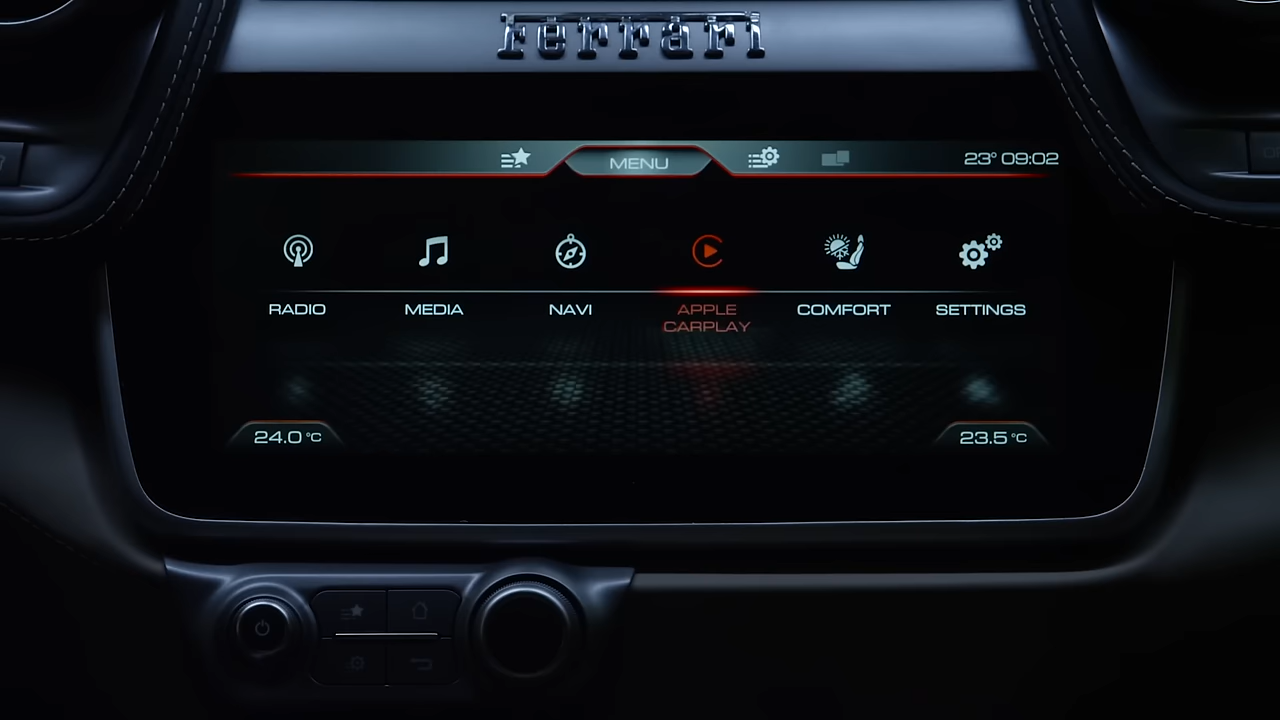 Ferrari
MENU
23° 09:02
RADIO
MEDIA
NAVI
APPLE
CARPLAY
COMFORT
SETTINGS
24.0 °C
23.5 °C